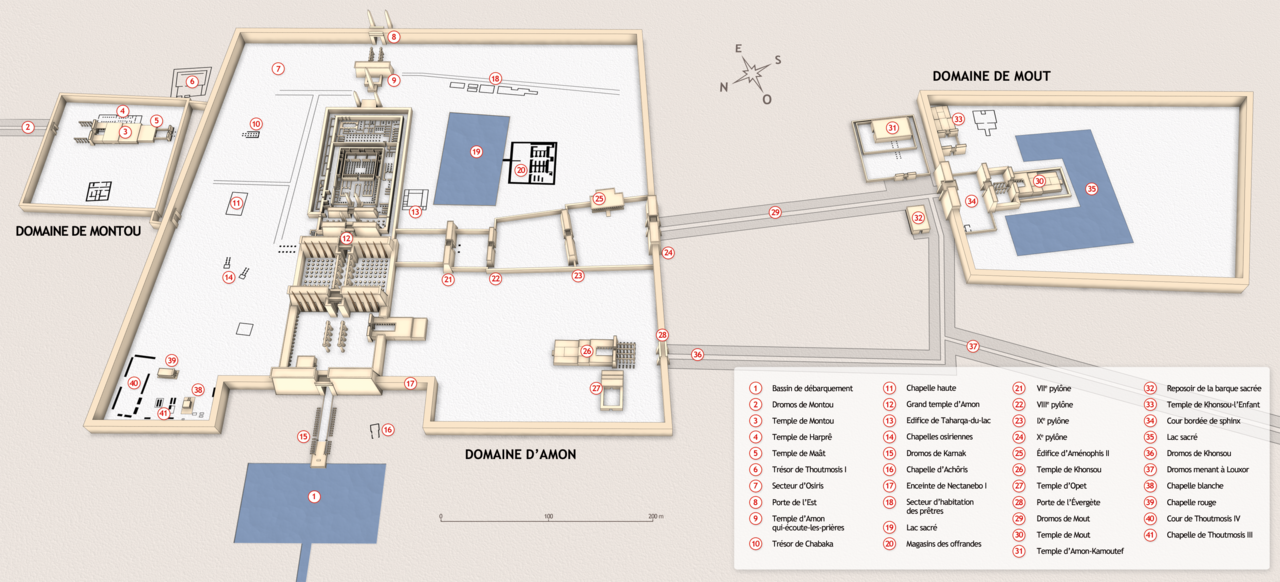 8
E
S
N
O
DOMAINE DE MOUT
7
9
18
6
4
5
2
3
10
31
33
19
20
30
35
11
25
13
34
29
32
DOMAINE DE MONTOU
12
24
14
21
22
23
28
37
39
26
36
40
38
17
27
41
15
16
DOMAINE D'AMON
1
0
100
200 m
1 Bassin de débarquement
2 Dromos de Montou
3 Temple de Montou
4 Temple de Harprê
5 Temple de Maât
6 Trésor de Thoutmosis I
7 Secteur d'Osiris
8 Porte de l'Est
9 Temple d'Amon
qui-écoute-les-prières
10 Trésor de Chabaka
11 Chapelle haute
12 Grand temple d'Amon
13 Edifice de Taharqa-du-lac
14 Chapelles osiriennes
15 Dromos de Karnak
16 Chapelle d'Achôris
17 Enceinte de Nectanebo I
18 Secteur d'habitation
des prêtres
19 Lac sacré
20 Magasins des offrandes
21 VIIe pylône
22 VIIIe pylône
23 IXe pylône
24 Xe pylône
25 Édifice d'Aménophis II
26 Temple de Khonsou
27 Temple d'Opet
28 Porte de l'Évergète
29 Dromos de Mout
30 Temple de Mout
31 Temple d'Amon-Kamoutef
32 Reposoir de la barque sacrée
33 Temple de Khonsou-l'Enfant
34 Cour bordée de sphinx
35 Lac sacré
36 Dromos de Khonsou
37 Dromos menant à Louxor
38 Chapelle blanche
39 Chapelle rouge
40 Cour de Thoutmosis IV
41 Chapelle de Thoutmosis III